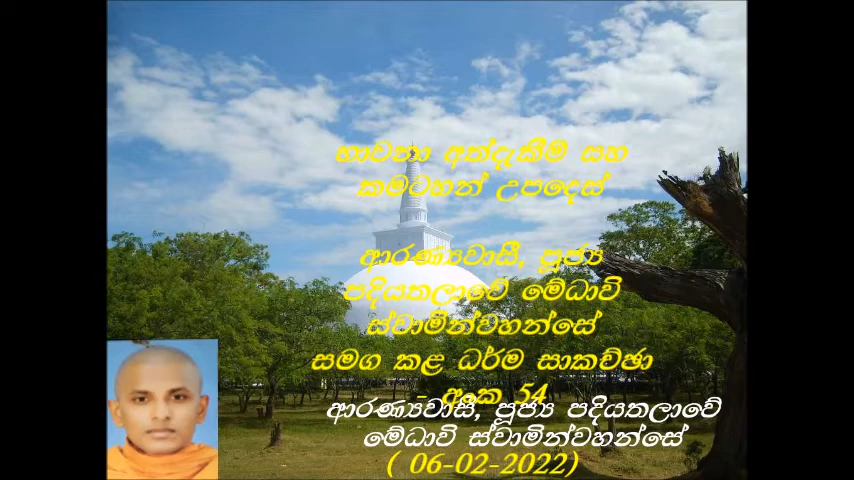 භාවනා අත්දැකීම් සහ
කමටහන් උපදෙස්
ආරණ්‍යවාසී, පූජ්‍ය
පදියතලාවේ මේධාවි
ස්වාමීන්වහන්සේ
සමග කළ ධර්ම සාකච්ඡා
- අංක 54
ආරණ්‍යවාසී, පූජ්‍ය පදියතලාවේ
මේධාවි ස්වාමින්වහන්සේ
( 06-02-2022)